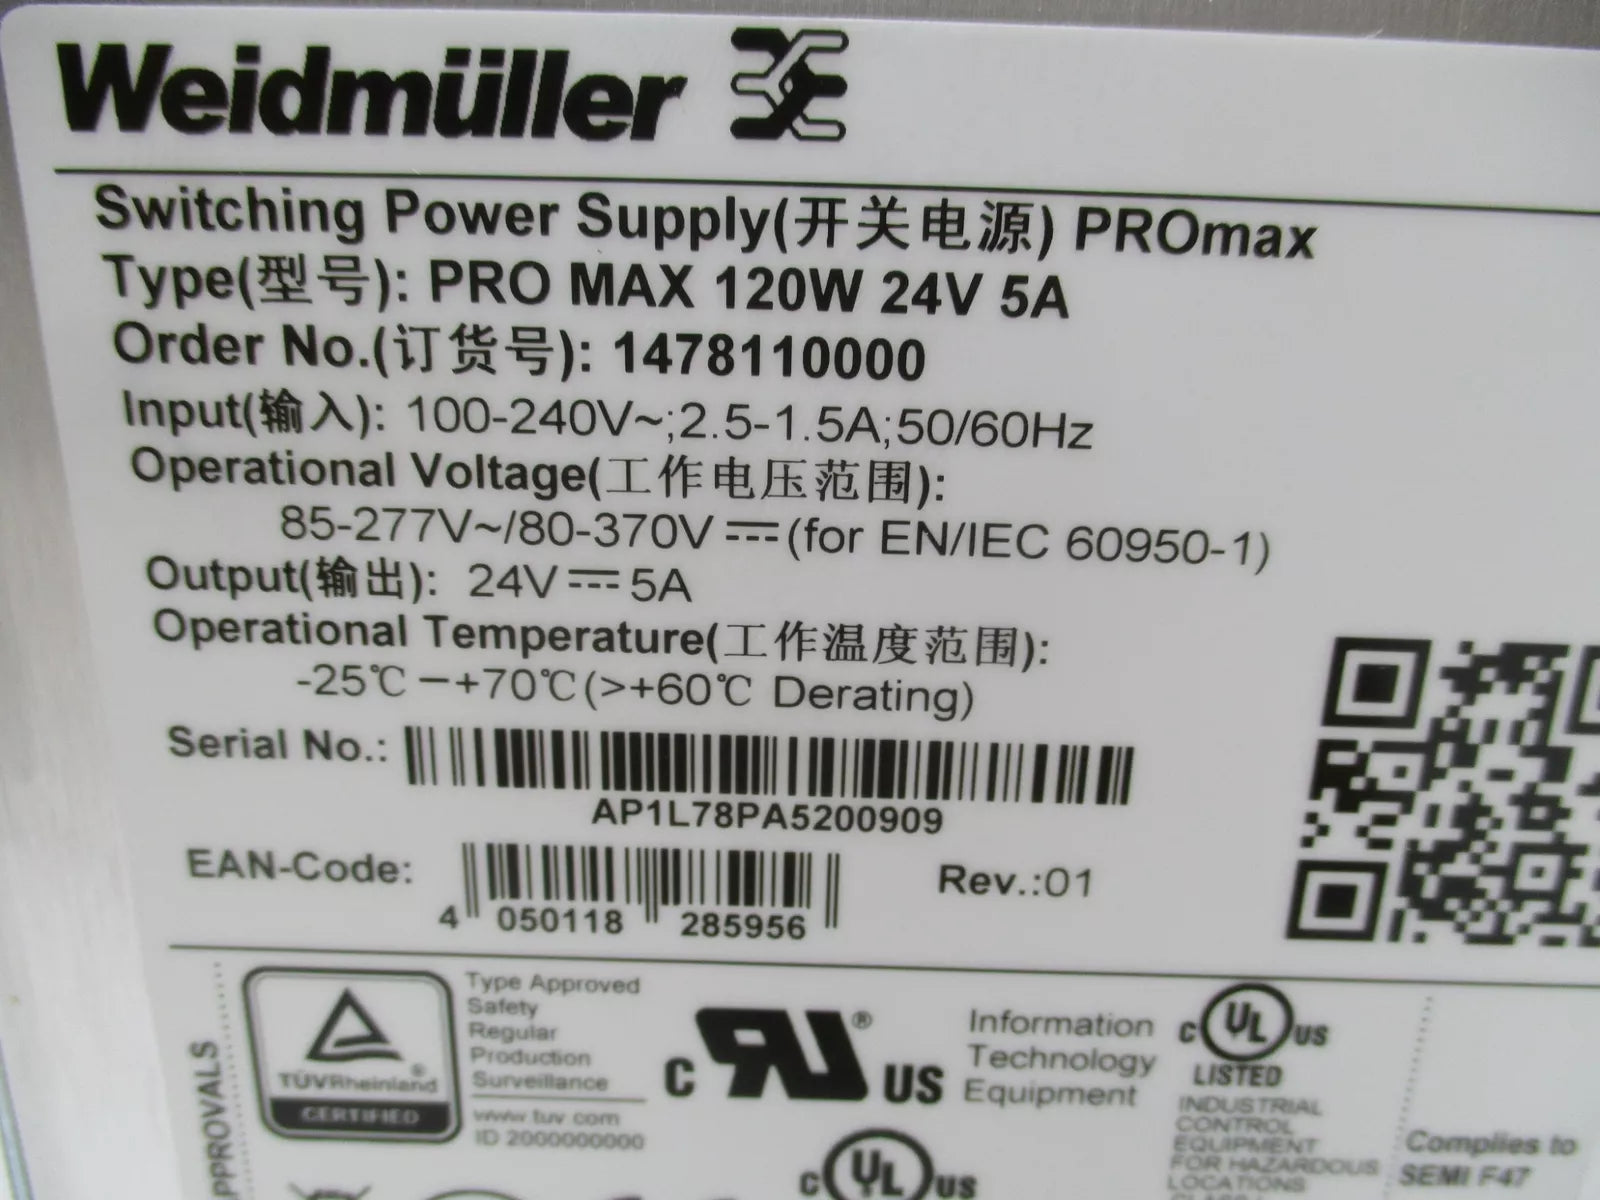 Weidmüller
Switching Power Supply(开关电源) PROmax
Type(型号): PRO MAX 120W 24V 5A
Order No.(订货号): 1478110000
Input(输入): 100-240V~;2.5-1.5A;50/60Hz
Operational Voltage(工作电压范围):
85-277V~/80-370V⎓(for EN/IEC 60950-1)
Output(输出): 24V⎓5A
Operational Temperature(工作温度范围):
-25℃－+70℃(>+60℃ Derating)
Serial No.:
AP1L78PA5200909
EAN-Code:
4 050118 285956
Rev.:01
APPROVALS
TÜVRheinland®
CERTIFIED
Type Approved
Safety
Regular
Production
Surveillance
www.tuv.com
ID 2000000000
C RU® US
Information
Technology
Equipment
C UL US
LISTED
INDUSTRIAL
CONTROL
EQUIPMENT
FOR HAZARDOUS
LOCATIONS
Complies to
SEMI F47
C UL US